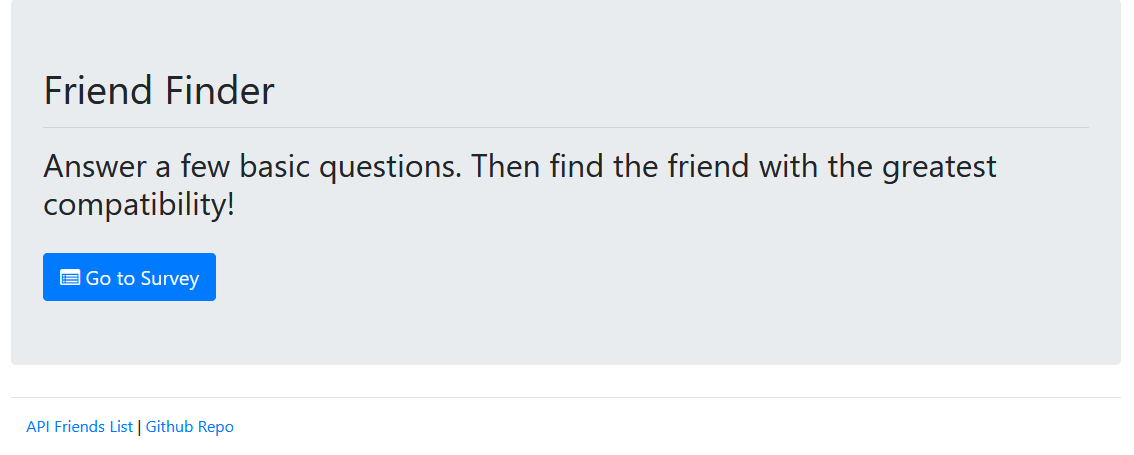 Friend Finder
Answer a few basic questions. Then find the friend with the greatest
compatibility!
Go to Survey
API Friends List | Github Repo